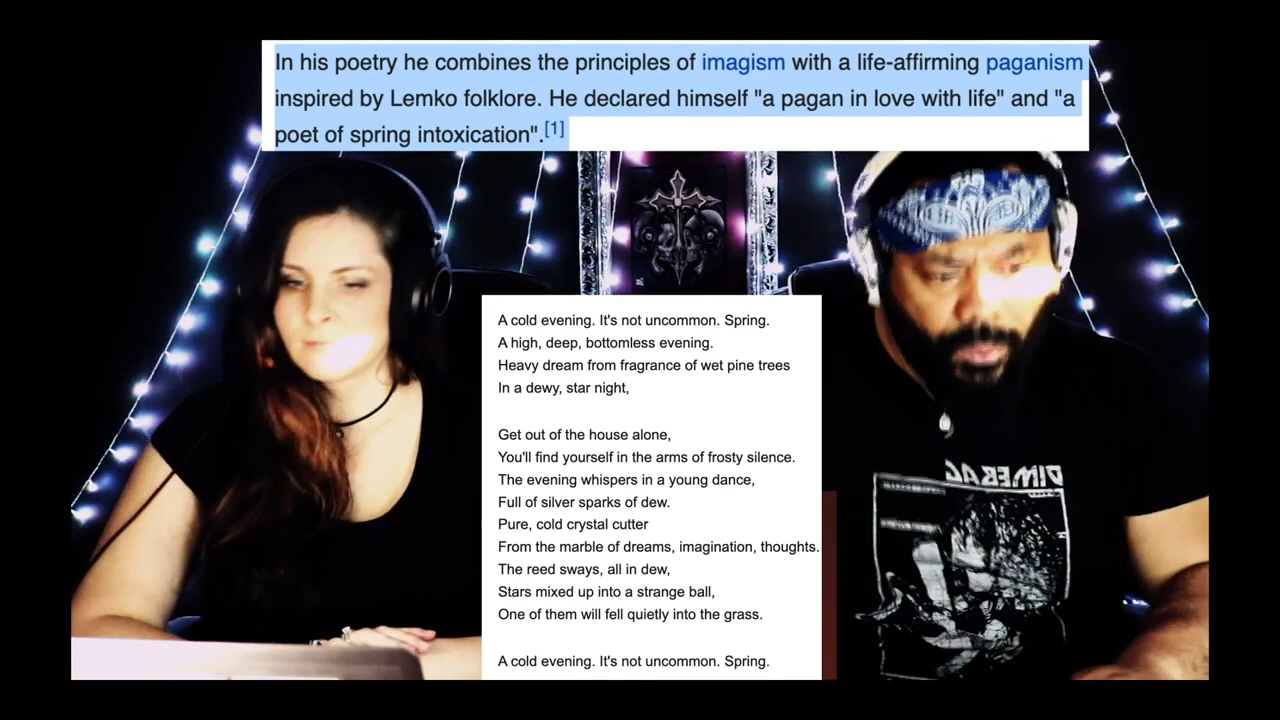 In his poetry he combines the principles of imagism with a life-affirming paganism
inspired by Lemko folklore. He declared himself "a pagan in love with life" and "a
poet of spring intoxication".[1]
A cold evening. It's not uncommon. Spring.
A high, deep, bottomless evening.
Heavy dream from fragrance of wet pine trees
In a dewy, star night,
Get out of the house alone,
You'll find yourself in the arms of frosty silence.
The evening whispers in a young dance,
Full of silver sparks of dew.
Pure, cold crystal cutter
From the marble of dreams, imagination, thoughts.
The reed sways, all in dew,
Stars mixed up into a strange ball,
One of them will fell quietly into the grass.
A cold evening. It's not uncommon. Spring.
DIMEBAG